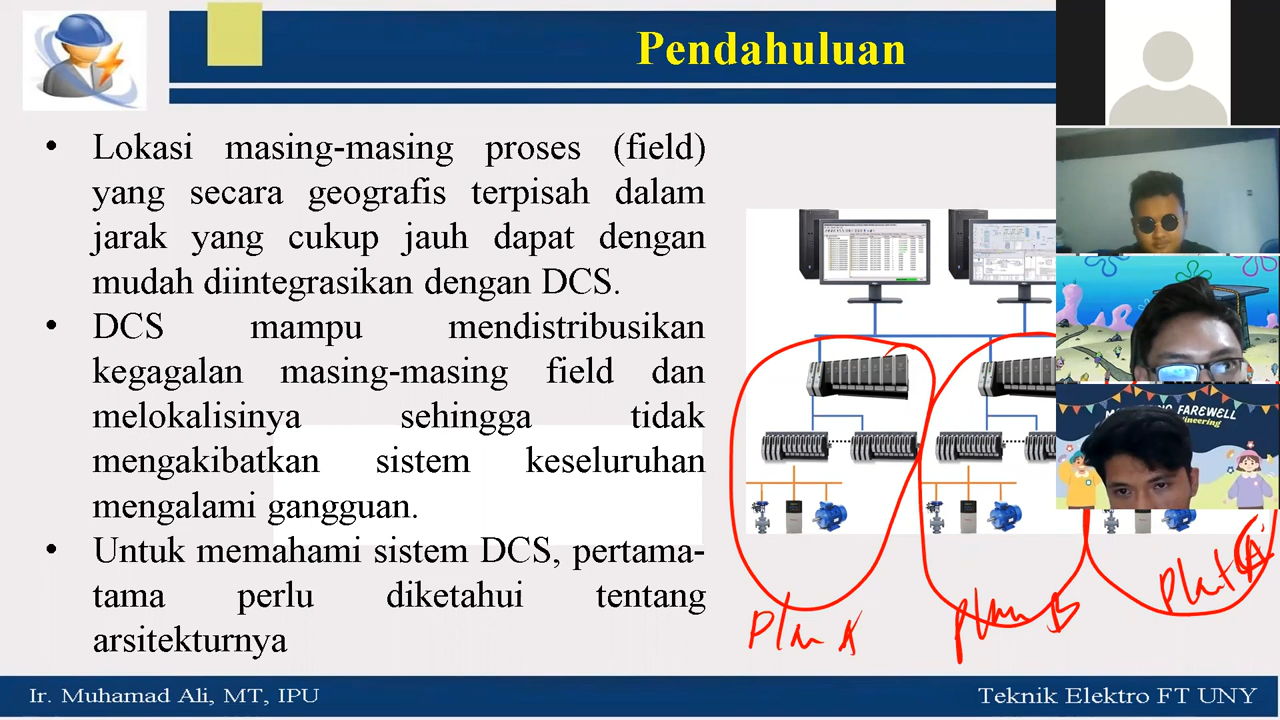 Pendahuluan
• Lokasi masing-masing proses (field)
yang secara geografis terpisah dalam
jarak yang cukup jauh dapat dengan
mudah diintegrasikan dengan DCS.
• DCS mampu mendistribusikan
kegagalan masing-masing field dan
melokalisinya sehingga tidak
mengakibatkan sistem keseluruhan
mengalami gangguan.
• Untuk memahami sistem DCS, pertama-
tama perlu diketahui tentang
arsitekturnya
FAREWELL
Plan A
Plan B
Plant A
Ir. Muhamad Ali, MT, IPU
Teknik Elektro FT UNY